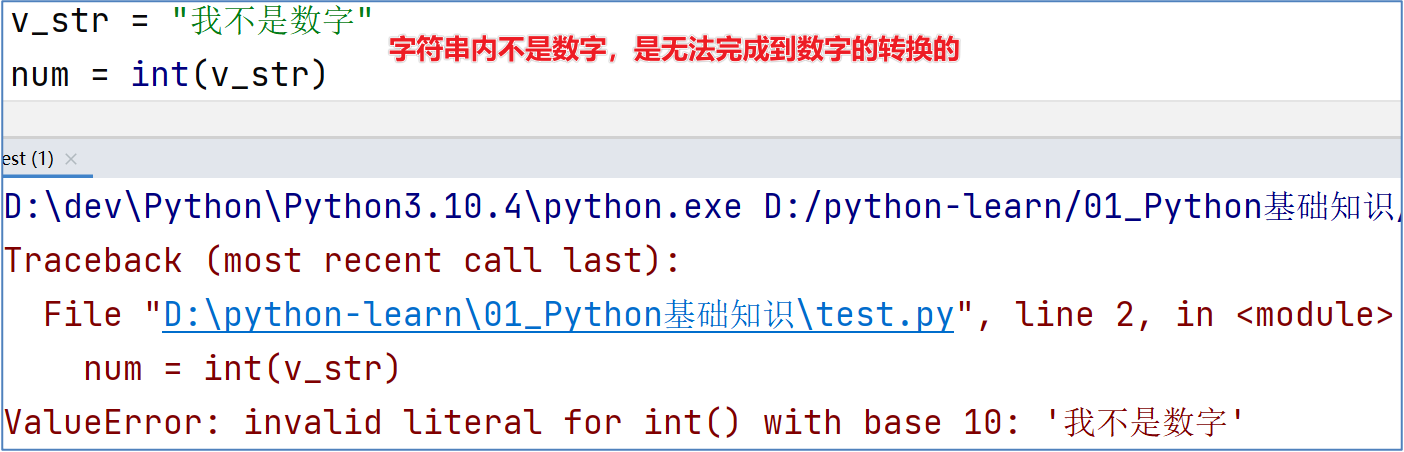 v_str = "我不是数字"
字符串内不是数字，是无法完成到数字的转换的
num = int(v_str)
est (1) ×
D:\dev\Python\Python3.10.4\python.exe D:/python-learn/01_Python基础知识/
Traceback (most recent call last):
  File "D:\python-learn\01_Python基础知识\test.py", line 2, in <module>
    num = int(v_str)
ValueError: invalid literal for int() with base 10: '我不是数字'